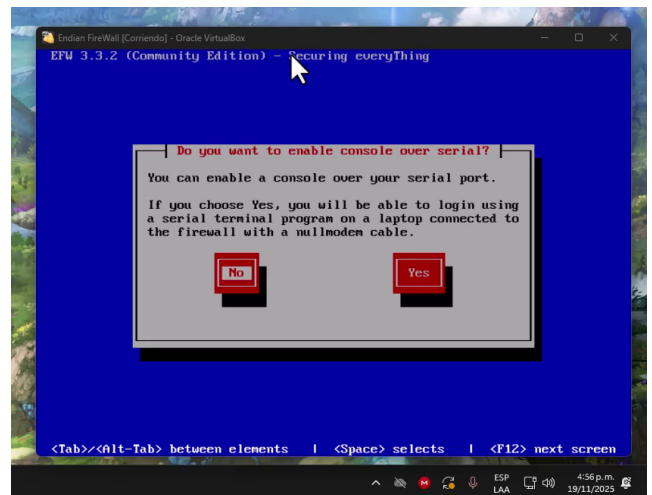 Endian FireWall [Corriendo] - Oracle VirtualBox
EFW 3.3.2 (Community Edition) - Securing everyThing
Do you want to enable console over serial?
You can enable a console over your serial port.
If you choose Yes, you will be able to login using
a serial terminal program on a laptop connected to
the firewall with a nullmodem cable.
No Yes
<Tab>/<Alt-Tab> between elements | <Space> selects | <F12> next screen
ESP 4:56 p.m.
LAA 19/11/2025